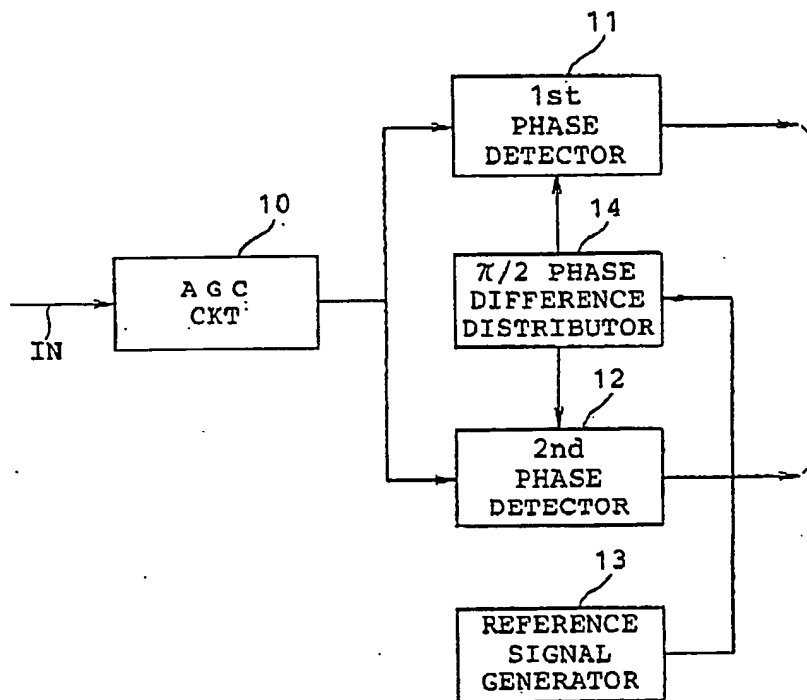 11
1st
PHASE
DETECTOR
10
AGC
CKT
IN
14
π/2 PHASE
DIFFERENCE
DISTRIBUTOR
12
2nd
PHASE
DETECTOR
13
REFERENCE
SIGNAL
GENERATOR